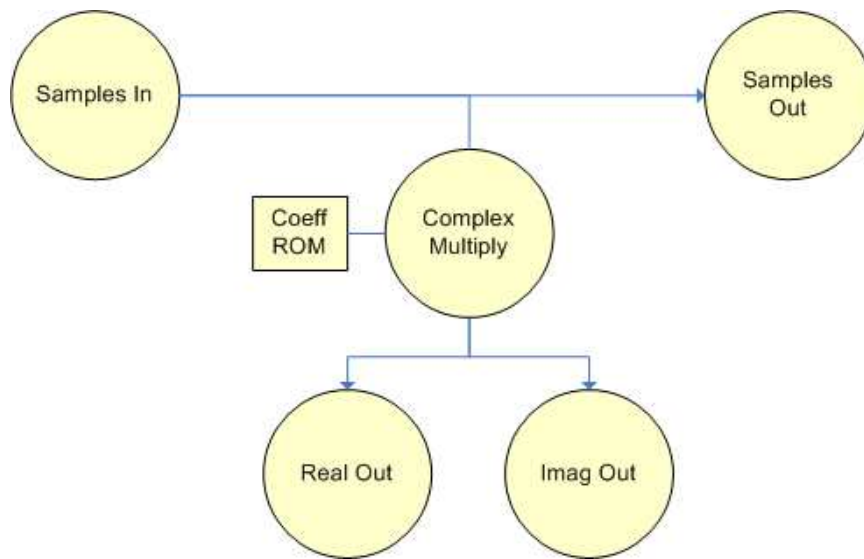 Samples In
Samples
Out
Coeff
ROM
Complex
Multiply
Real Out
Imag Out